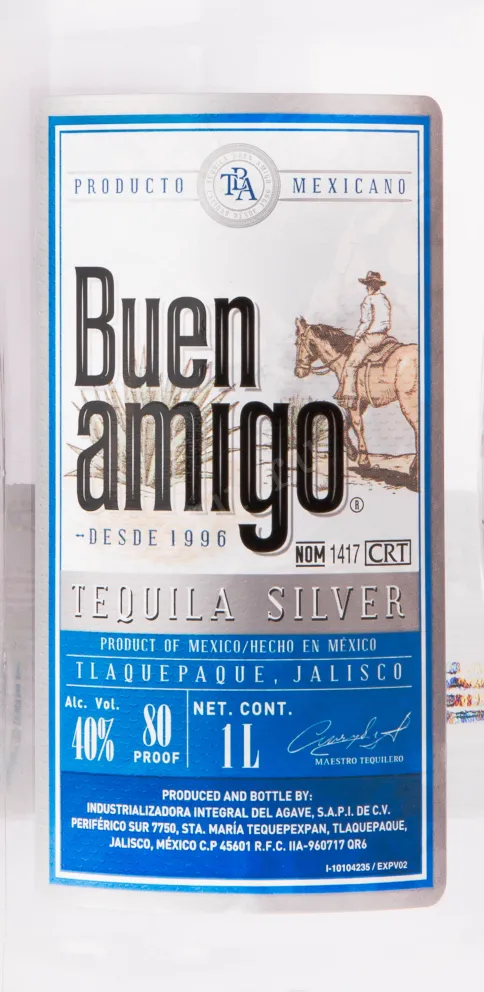 PRODUCTO TBA MEXICANO
Buen
amigo®
DESDE 1996
NOM 1417 CRT
TEQUILA SILVER
PRODUCT OF MEXICO/HECHO EN MÉXICO
TLAQUEPAQUE, JALISCO
Alc. Vol.
40%
80
PROOF
NET. CONT.
1L
MAESTRO TEQUILERO
PRODUCED AND BOTTLE BY:
INDUSTRIALIZADORA INTEGRAL DEL AGAVE, S.A.P.I. DE C.V.
PERIFÉRICO SUR 7750, STA. MARÍA TEQUEPEXPAN, TLAQUEPAQUE,
JALISCO, MÉXICO C.P 45601 R.F.C. IIA-960717 QR6
I-10104235 / EXPV02